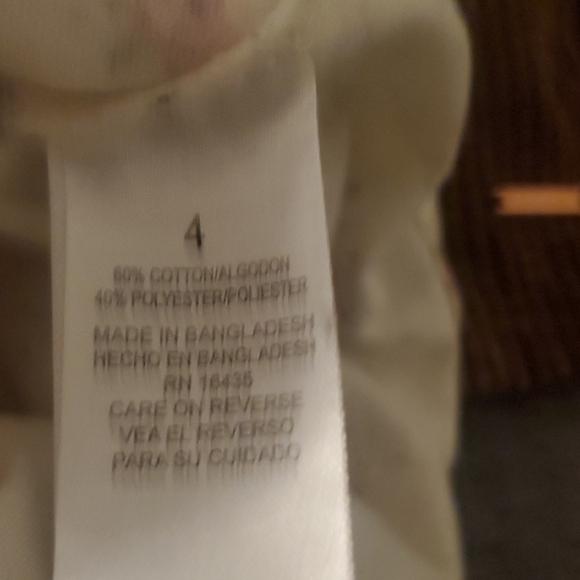 4
60% COTTON/ALGODON
40% POLYESTER/POLIESTER
MADE IN BANGLADESH
HECHO EN BANGLADESH
RN 16435
CARE ON REVERSE
VEA EL REVERSO
PARA SU CUIDADO